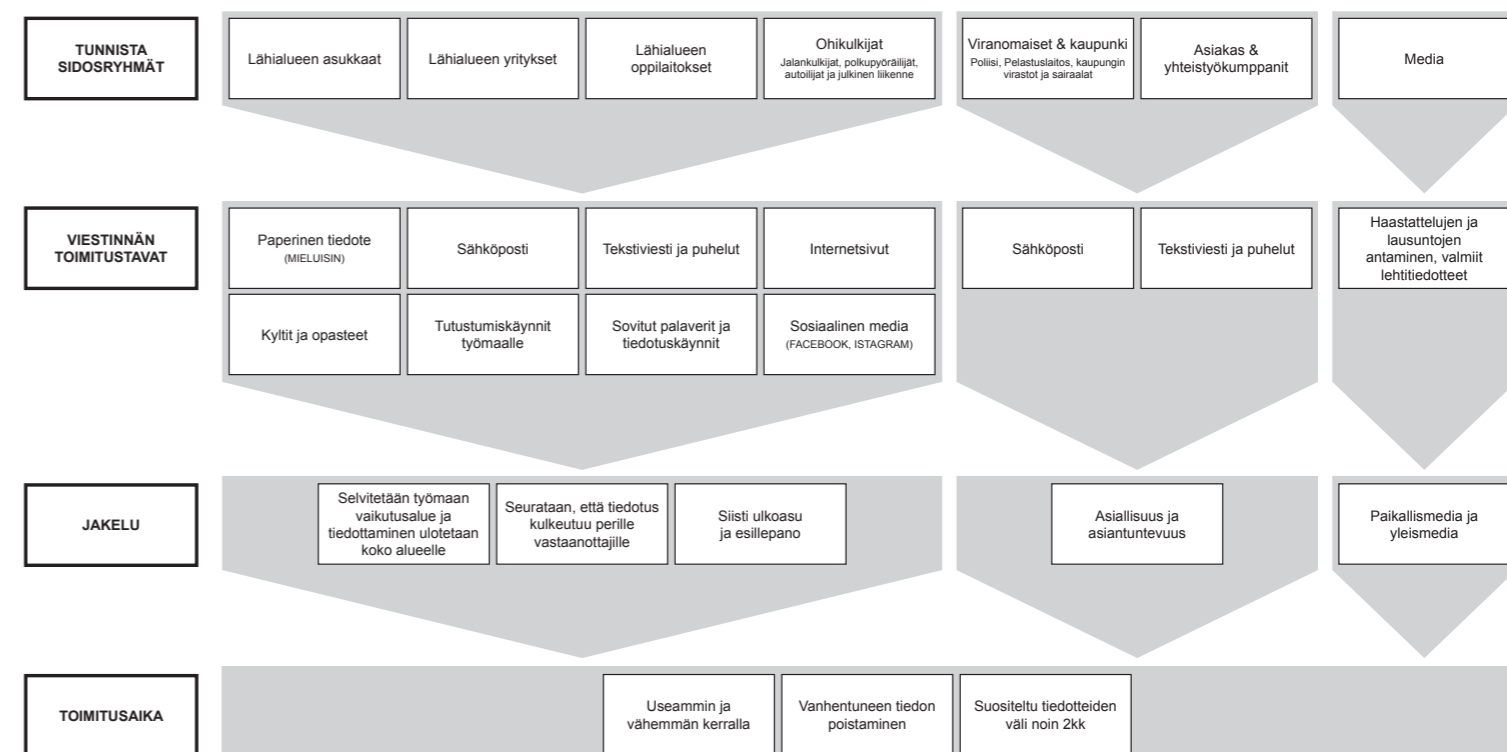 TUNNISTA
SIDOSRYHMÄT
Lähialueen asukkaat
Lähialueen yritykset
Lähialueen
oppilaitokset
Ohikulkijat
Jalankulkijat, polkupyöräilijät,
autoilijat ja julkinen liikenne
Viranomaiset & kaupunki
Poliisi, Pelastuslaitos, kaupungin
virastot ja sairaalat
Asiakas &
yhteistyökumppanit
Media
VIESTINNÄN
TOIMITUSTAVAT
Paperinen tiedote
(MIELUISIN)
Sähköposti
Tekstiviesti ja puhelut
Internetsivut
Sähköposti
Tekstiviesti ja puhelut
Haastattelujen ja
lausuntojen
antaminen, valmiit
lehtitiedotteet
Kyltit ja opasteet
Tutustumiskäynnit
työmaalle
Sovitut palaverit ja
tiedotuskäynnit
Sosiaalinen media
(FACEBOOK, ISTAGRAM)
JAKELU
Selvitetään työmaan
vaikutusalue ja
tiedottaminen ulotetaan
koko alueelle
Seurataan, että tiedotus
kulkeutuu perille
vastaanottajille
Siisti ulkoasu
ja esillepano
Asiallisuus ja
asiantuntevuus
Paikallismedia ja
yleismedia
TOIMITUSAIKA
Useammin ja
vähemmän kerralla
Vanhentuneen tiedon
poistaminen
Suositeltu tiedotteiden
väli noin 2kk